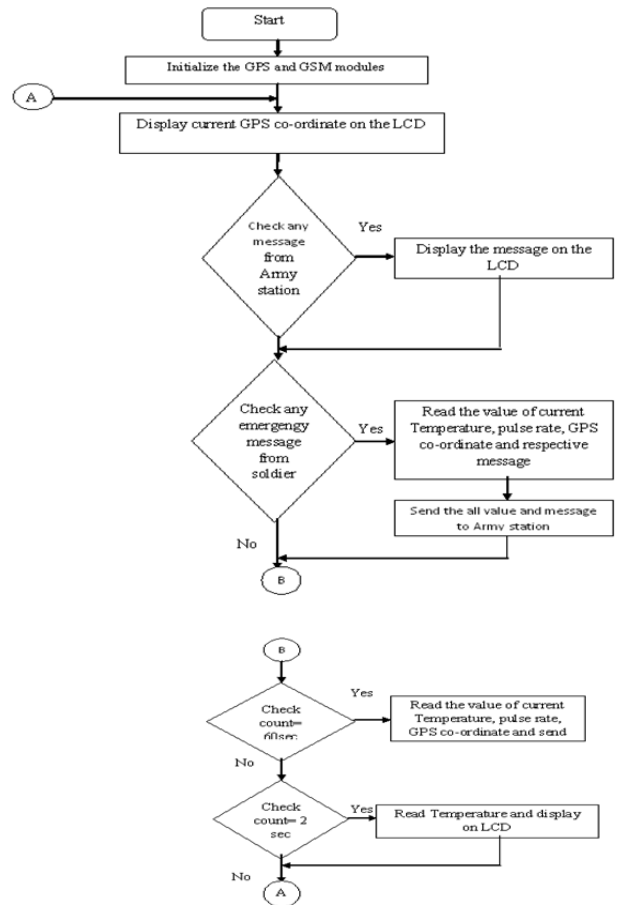 Start
Initialize the GPS and GSM modules
A
Display current GPS co-ordinate on the LCD
Check any
message
from
Army
station
Yes
Display the message on the
LCD
Check any
emergengy
message
from
soldier
Yes
Read the value of current
Temperature, pulse rate, GPS
co-ordinate and respective
message
Send the all value and message
to Army station
No
B
B
Check
count=
60sec
Yes
Read the value of current
Temperature, pulse rate,
GPS co-ordinate and send
No
Check
count= 2
sec
Yes
Read Temperature and display
on LCD
No
A